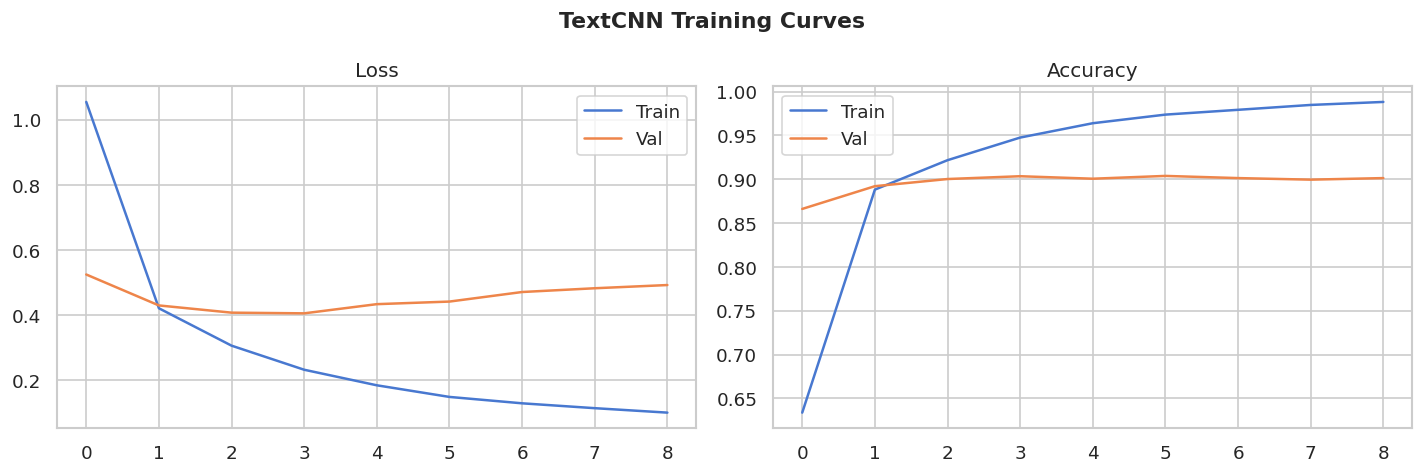 TextCNN Training Curves
Loss
Train
Val
1.0
0.8
0.6
0.4
0.2
0 1 2 3 4 5 6 7 8
Accuracy
Train
Val
1.00
0.95
0.90
0.85
0.80
0.75
0.70
0.65
0 1 2 3 4 5 6 7 8